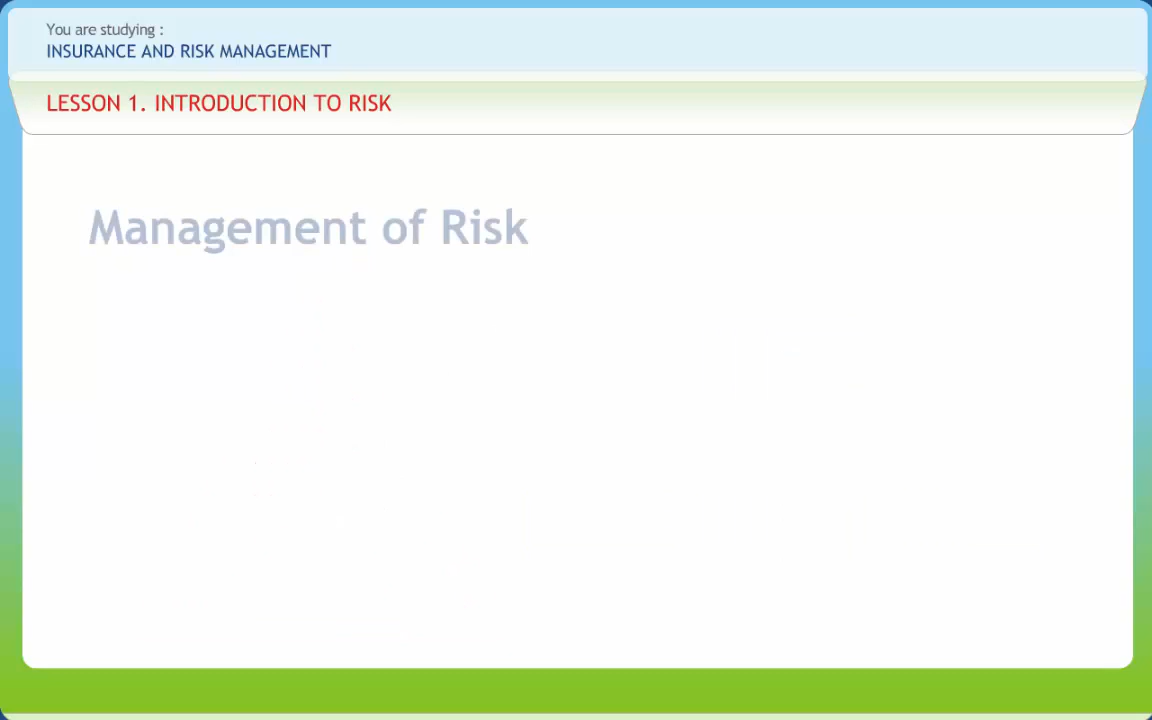 You are studying :
INSURANCE AND RISK MANAGEMENT
LESSON 1. INTRODUCTION TO RISK
Management of Risk